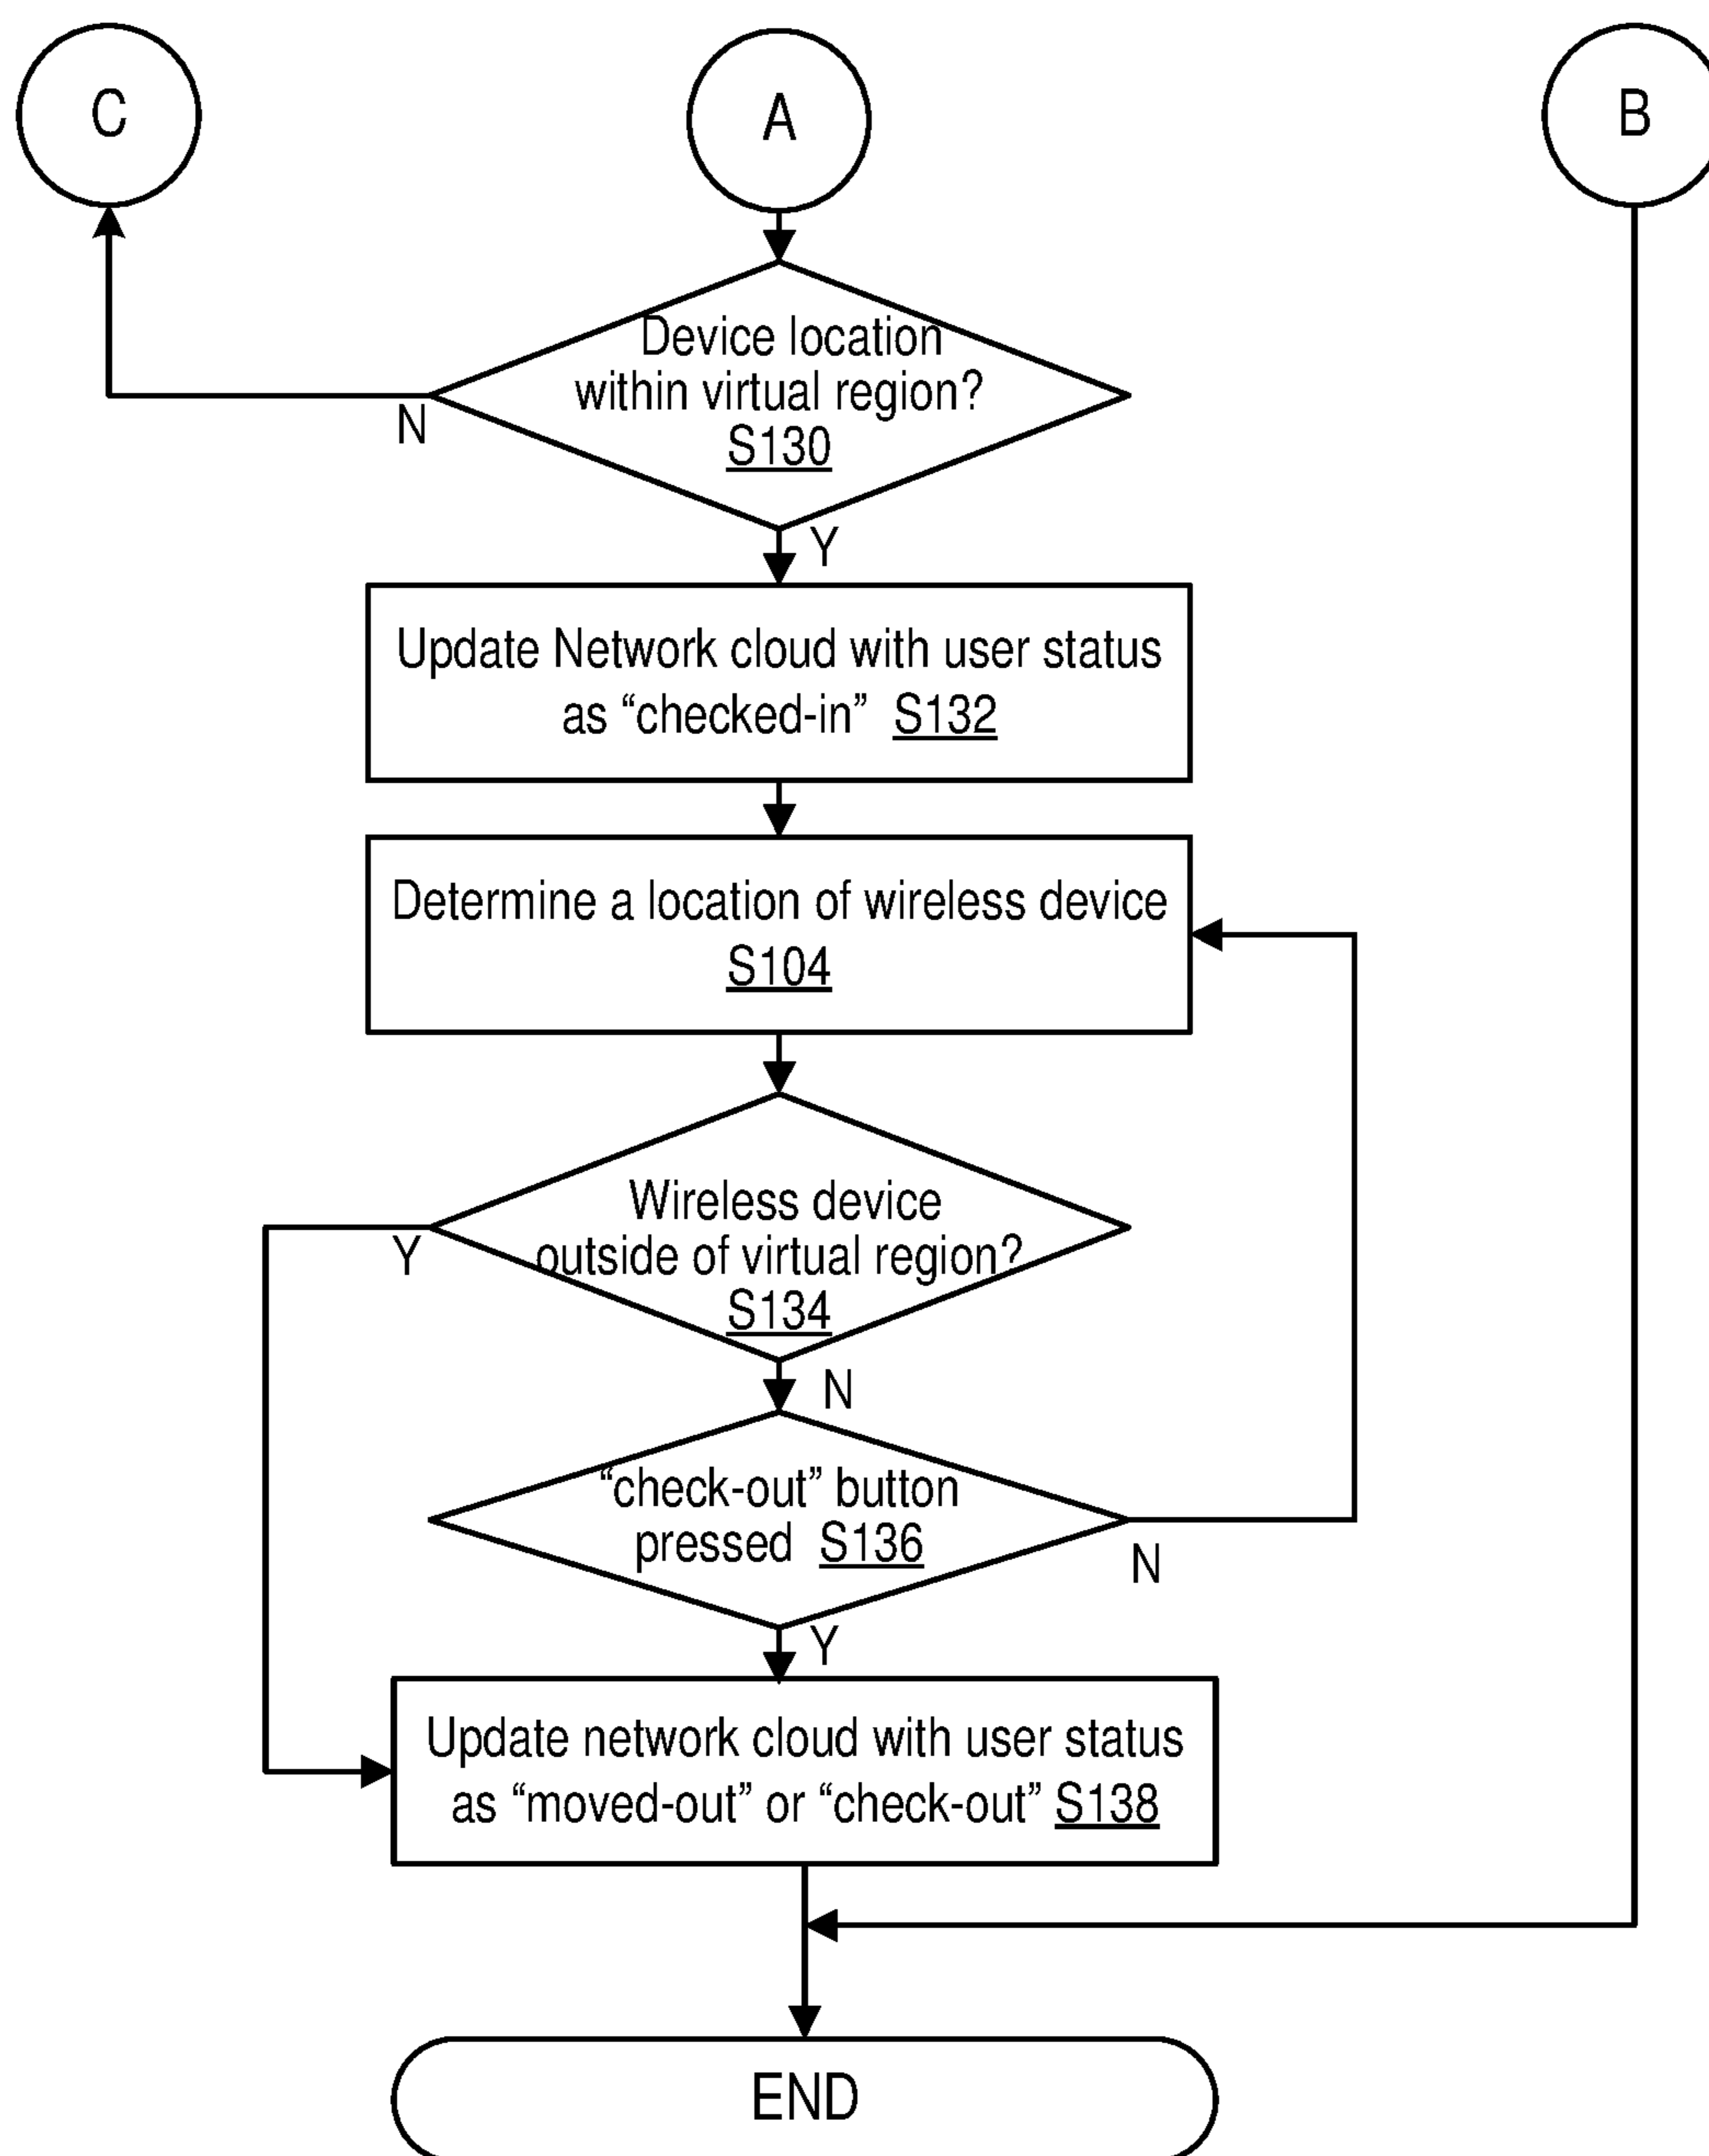 C
A
B
Device location
within virtual region?
S130
N
Y
Update Network cloud with user status
as “checked-in” S132
Determine a location of wireless device
S104
Wireless device
outside of virtual region?
S134
Y
N
“check-out” button
pressed S136
N
Y
Update network cloud with user status
as “moved-out” or “check-out” S138
END